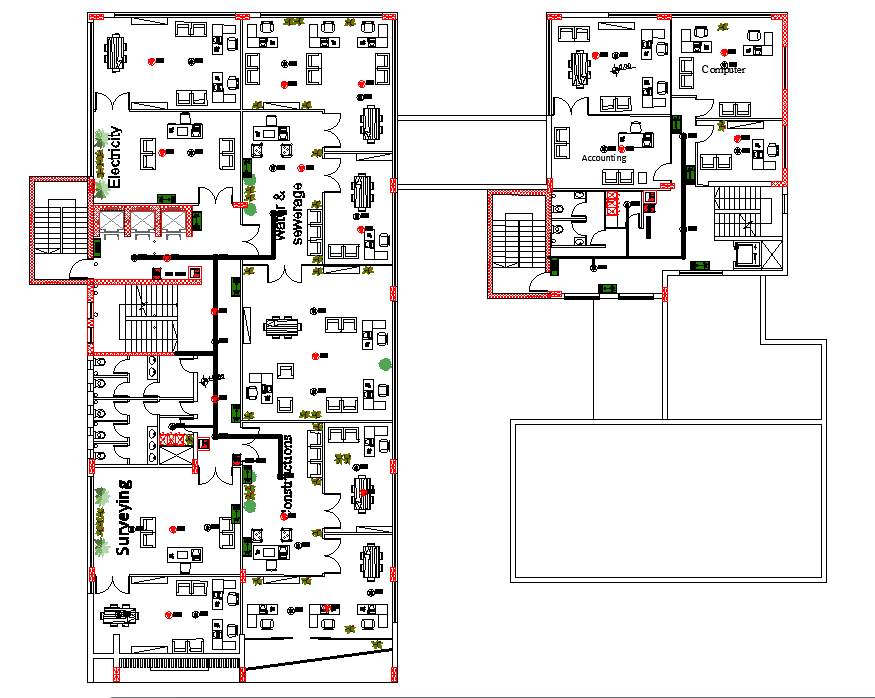 Electricity
Water &
sewerage
Computer
Accounting
Surveying
Constructions